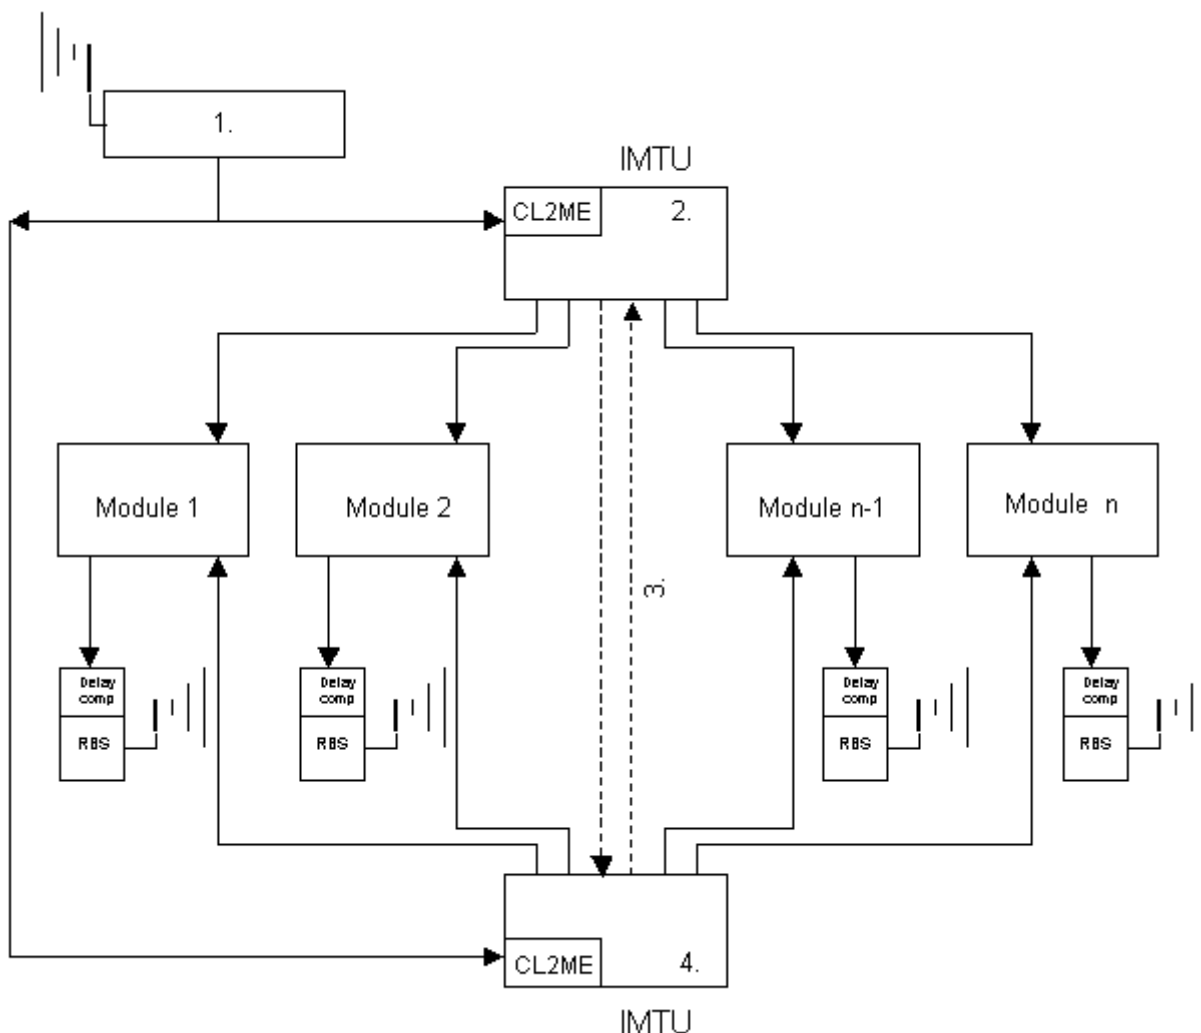 1.
IMTU
CL2ME
2.
Module 1
Module 2
Module n-1
Module n
3.
Delay
comp
RBS
Delay
comp
RBS
Delay
comp
RBS
Delay
comp
RBS
CL2ME
4.
IMTU